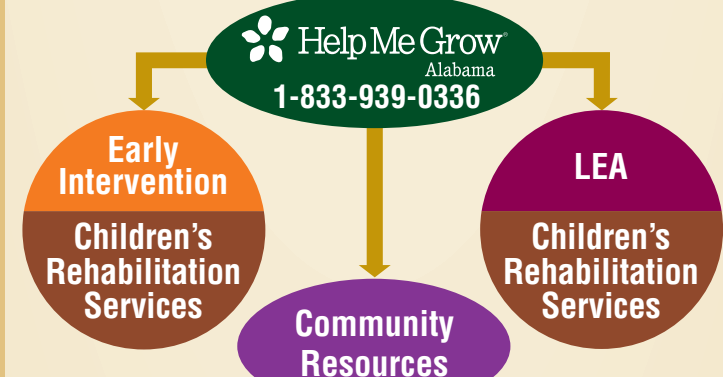 Help Me Grow®
Alabama
1-833-939-0336
Early
Intervention
Children's
Rehabilitation
Services
LEA
Children's
Rehabilitation
Services
Community
Resources